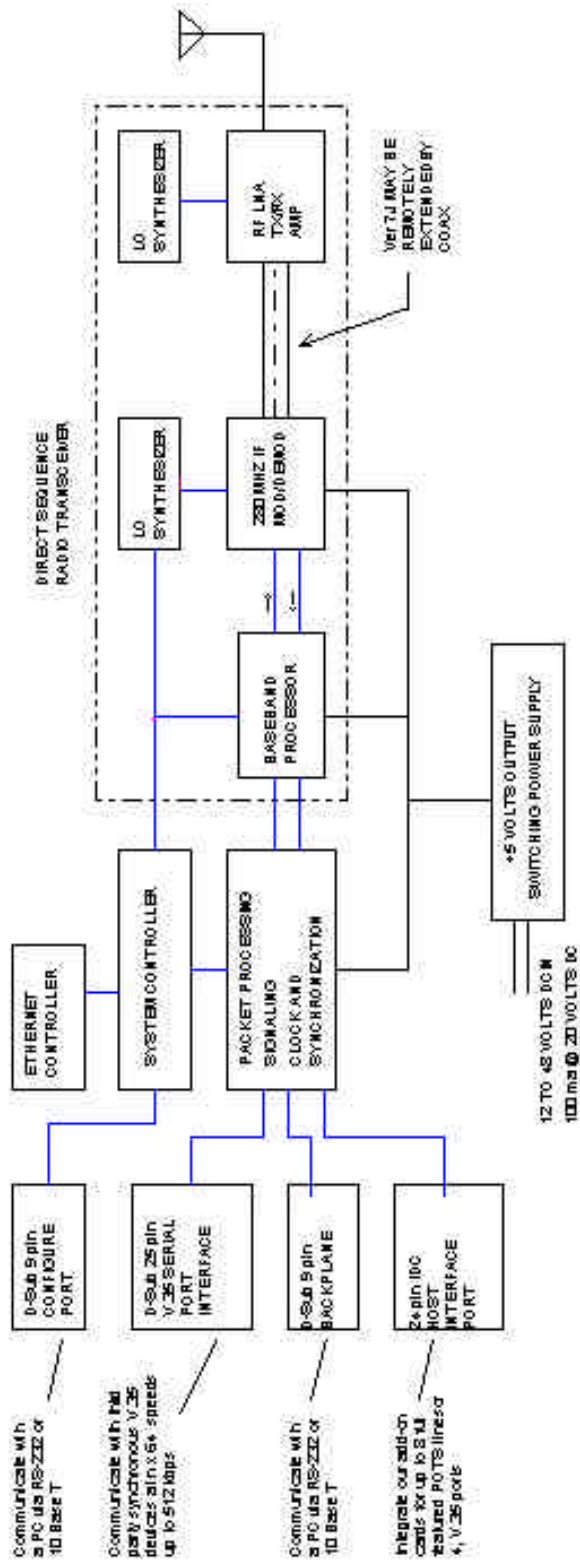 DIRECT SEQUENCE
RADIO TRANSCEIVER
ETHERNET
CONTROLLER
SYSTEM CONTROLLER
LO
SYNTHESIZER
LO
SYNTHESIZER
PACKET PROCESSING
SIGNALING
CLOCK AND
SYNCHRONIZATION
BASEBAND
PROCESSOR
280 MHZ IF
MOD/DEMOD
RF LNA
TX/RX
AMP
Ver 7J MAY BE
REMOTELY
EXTENDED BY
COAX
+5 VOLTS OUTPUT
SWITCHING POWER SUPPLY
12 TO 48 VOLTS DC IN
100 ma @ 20 VOLTS DC
D-Sub 9 pin
CONFIGURE
PORT
D-Sub 25 pin
V.35 SERIAL
PORT
INTERFACE
D-Sub 9 pin
BACKPLANE
24 pin IDC
HOST
INTERFACE
PORT
Communicate with
a PC via RS-232 or
10 Base T
Communicate with third
party synchronous V.35
devices at n x 64 speeds
up to 512 kbps
Communicate with
a PC via RS-232 or
10 Base T
Integrate our add-on
cards for up to 8 full
featured POTS lines or
4, V.35 ports